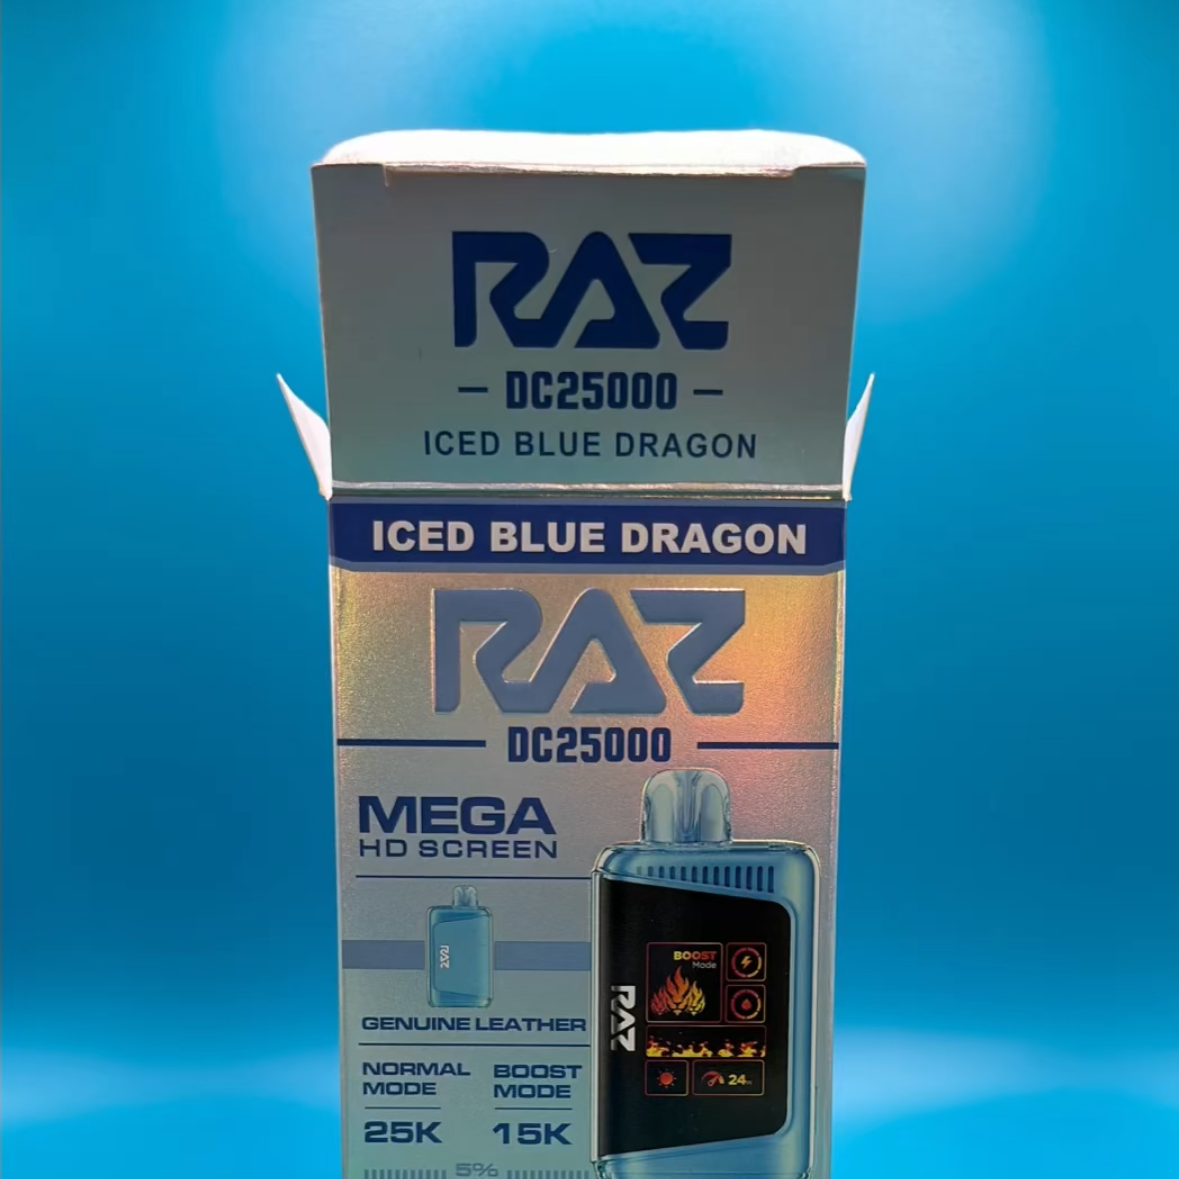 RAZ
DC25000
ICED BLUE DRAGON
ICED BLUE DRAGON
RAZ
DC25000
MEGA
HD SCREEN
RAZ
GENUINE LEATHER
NORMAL MODE
25K
BOOST MODE
15K
5%
BOOST
Mode
RAZ
24